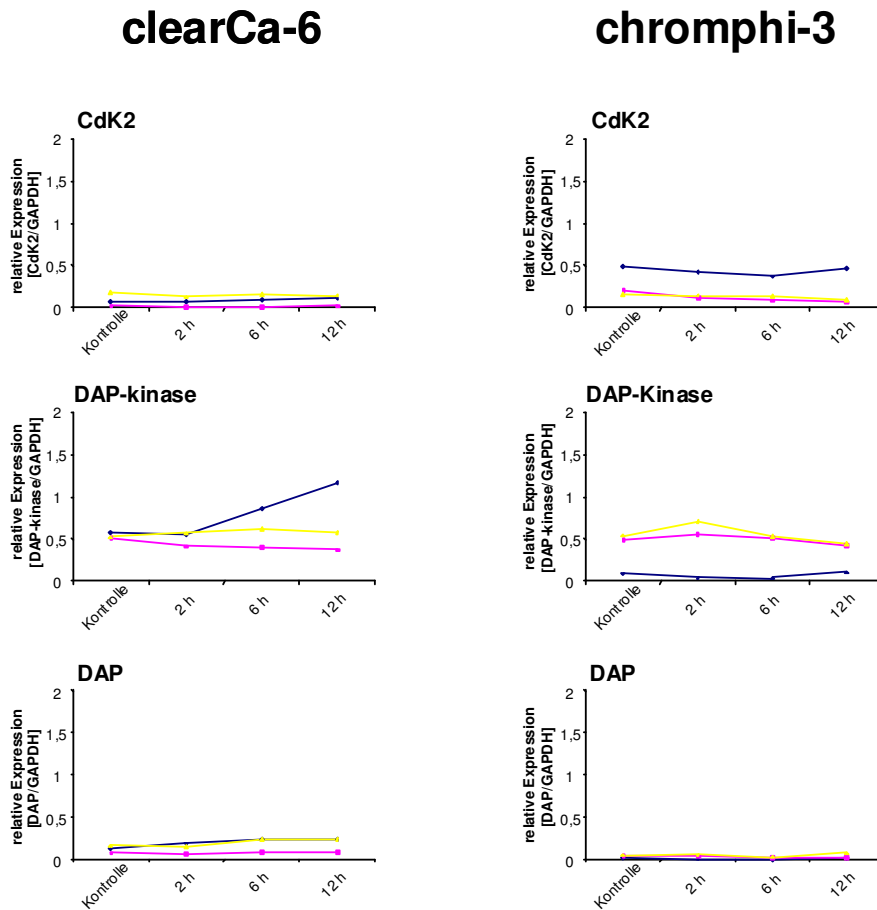 clearCa-6
chromphi-3
CdK2
relative Expression
[CdK2/GAPDH]
2
1,5
1
0,5
0
Kontrolle
2 h
6 h
12 h
CdK2
relative Expression
[CdK2/GAPDH]
2
1,5
1
0,5
0
Kontrolle
2 h
6 h
12 h
DAP-kinase
relative Expression
[DAP-kinase/GAPDH]
2
1,5
1
0,5
0
Kontrolle
2 h
6 h
12 h
DAP-Kinase
relative Expression
[DAP-kinase/GAPDH]
2
1,5
1
0,5
0
Kontrolle
2 h
6 h
12 h
DAP
relative Expression
[DAP/GAPDH]
2
1,5
1
0,5
0
Kontrolle
2 h
6 h
12 h
DAP
relative Expression
[DAP/GAPDH]
2
1,5
1
0,5
0
Kontrolle
2 h
6 h
12 h